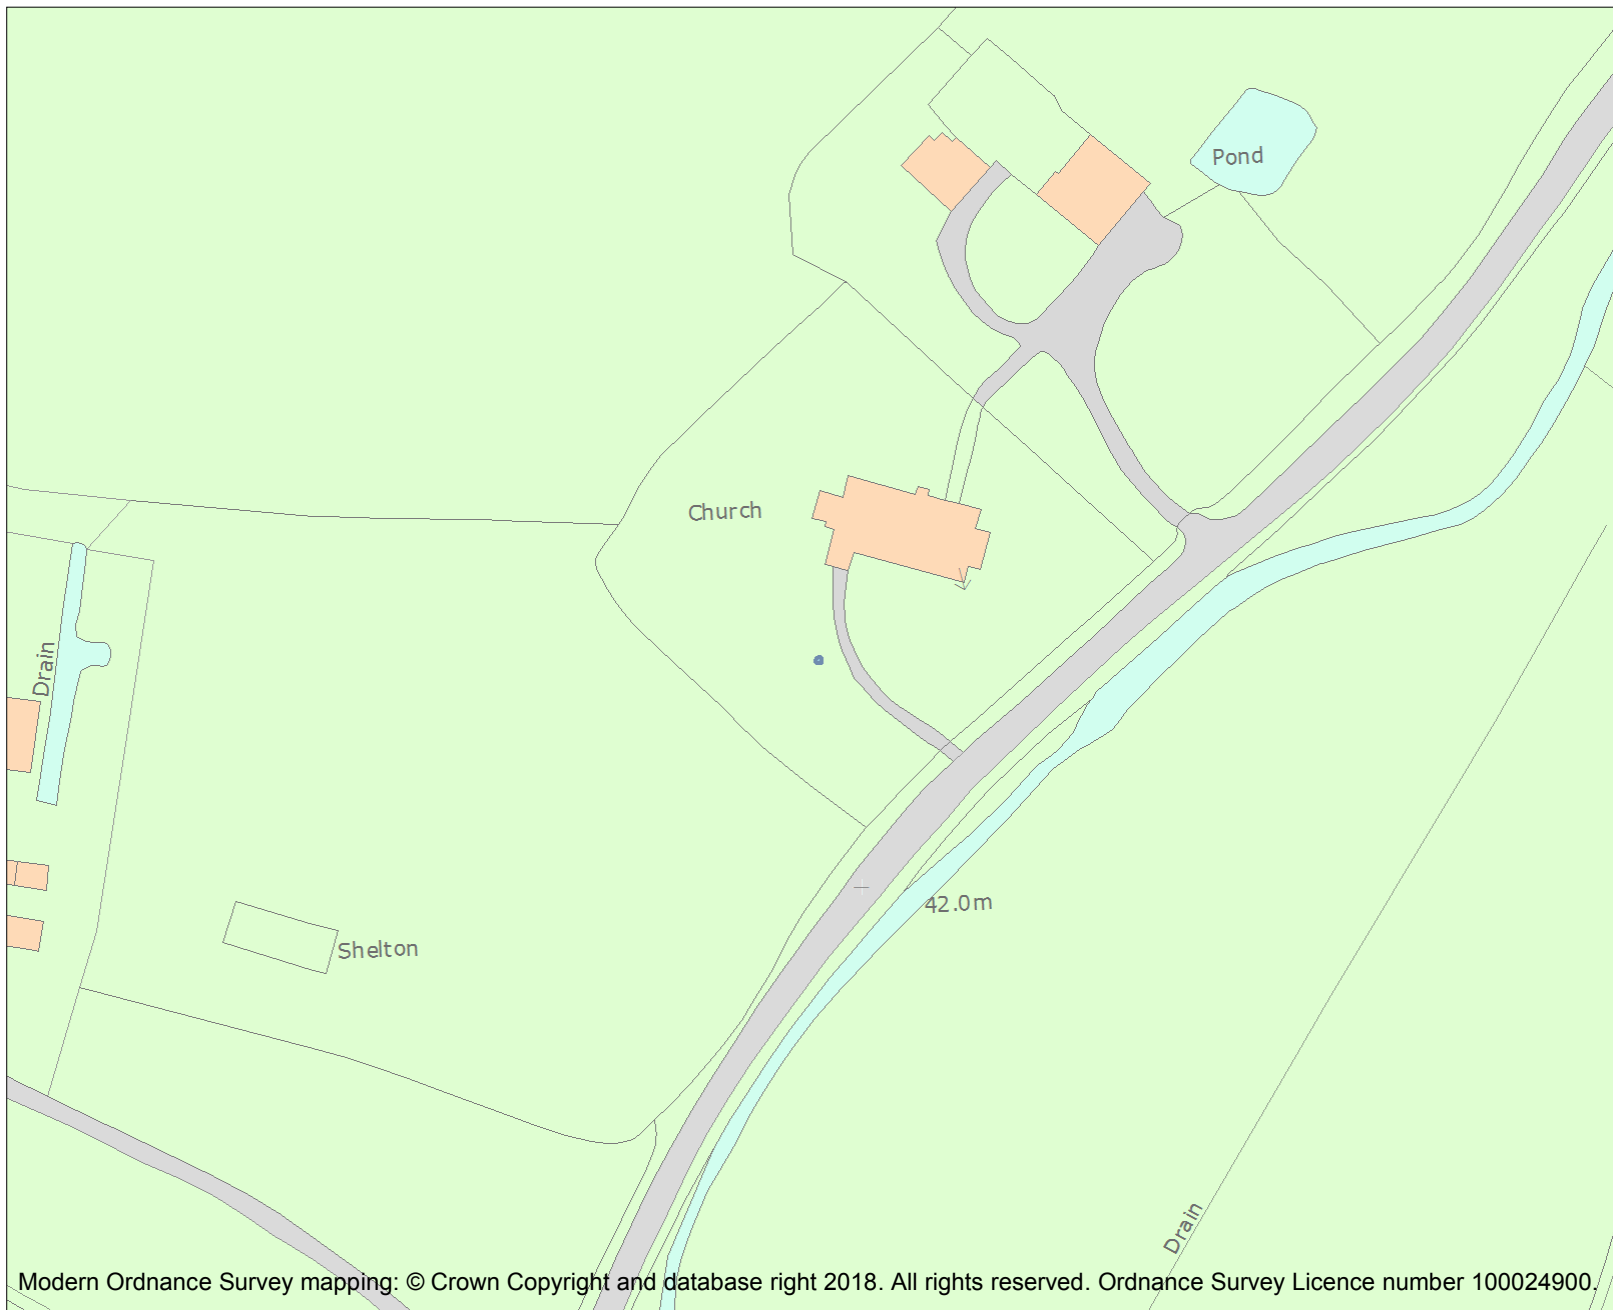 Pond
Church
Drain
42.0m
Shelton
Drain
Modern Ordnance Survey mapping: © Crown Copyright and database right 2018. All rights reserved. Ordnance Survey Licence number 100024900.